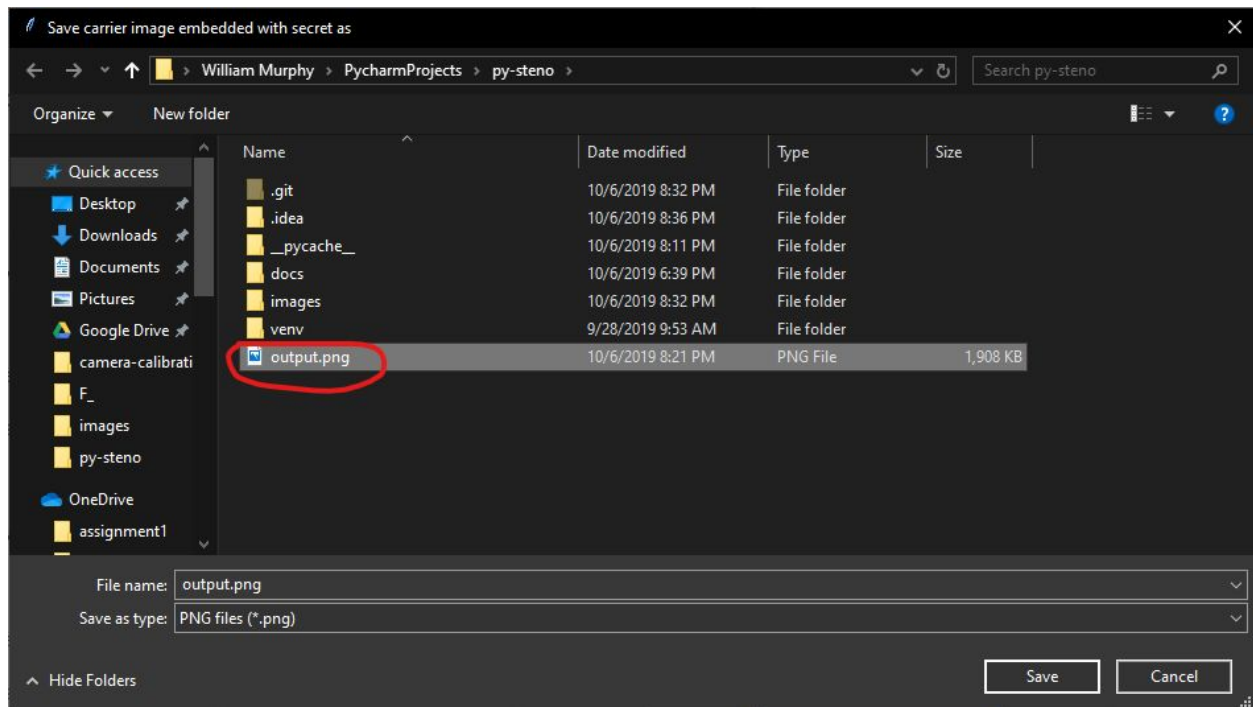 Save carrier image embedded with secret as
William Murphy > PycharmProjects > py-steno >
Search py-steno
Organize
New folder
Name Date modified Type Size
Quick access
Desktop
Downloads
Documents
Pictures
Google Drive
camera-calibrati
F_
images
py-steno
OneDrive
assignment1
.git 10/6/2019 8:32 PM File folder
.idea 10/6/2019 8:36 PM File folder
__pycache__ 10/6/2019 8:11 PM File folder
docs 10/6/2019 6:39 PM File folder
images 10/6/2019 8:32 PM File folder
venv 9/28/2019 9:53 AM File folder
output.png 10/6/2019 8:21 PM PNG File 1,908 KB
File name: output.png
Save as type: PNG files (*.png)
Hide Folders
Save
Cancel